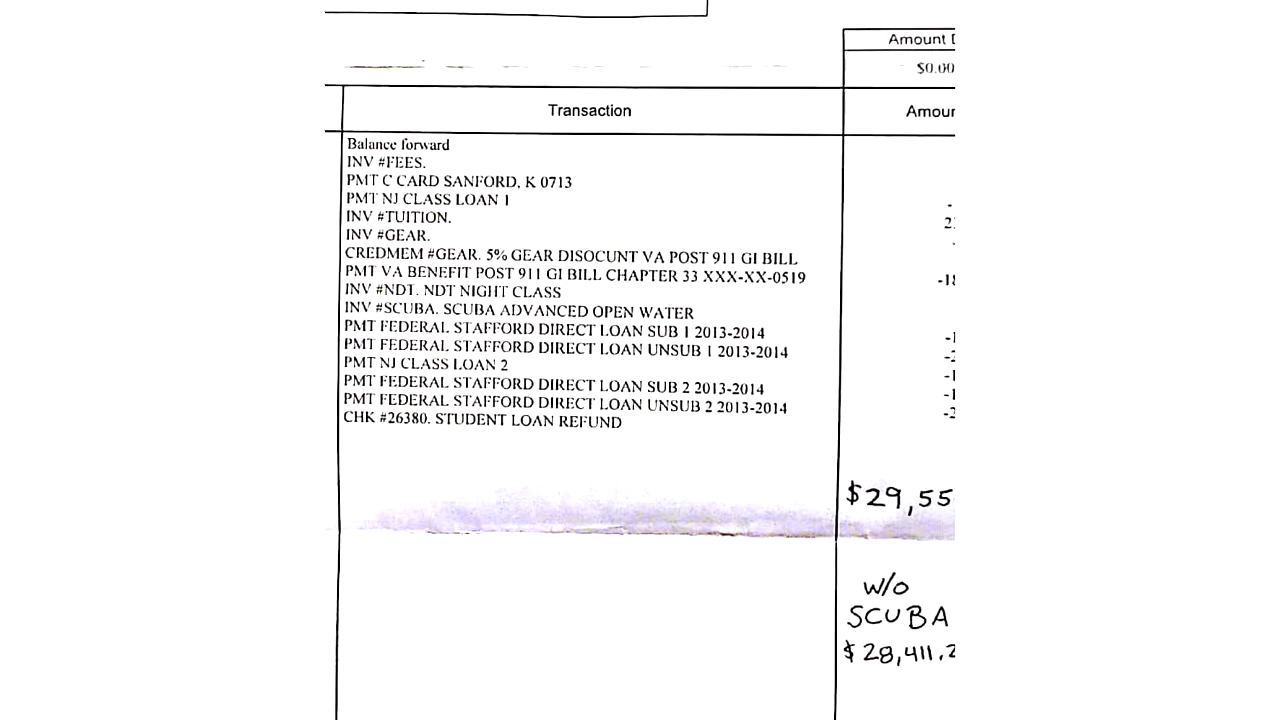 Amount
$0.00
Transaction
Balance forward
INV #FEES.
PMT C CARD SANFORD, K 0713
PMT NJ CLASS LOAN 1
INV #TUITION.
INV #GEAR.
CREDMEM #GEAR. 5% GEAR DISOCUNT VA POST 911 GI BILL
PMT VA BENEFIT POST 911 GI BILL CHAPTER 33 XXX-XX-0519
INV #NDT. NDT NIGHT CLASS
INV #SCUBA. SCUBA ADVANCED OPEN WATER
PMT FEDERAL STAFFORD DIRECT LOAN SUB 1 2013-2014
PMT FEDERAL STAFFORD DIRECT LOAN UNSUB 1 2013-2014
PMT NJ CLASS LOAN 2
PMT FEDERAL STAFFORD DIRECT LOAN SUB 2 2013-2014
PMT FEDERAL STAFFORD DIRECT LOAN UNSUB 2 2013-2014
CHK #26380. STUDENT LOAN REFUND
$29,55
w/o
SCUBA
$28,411.2